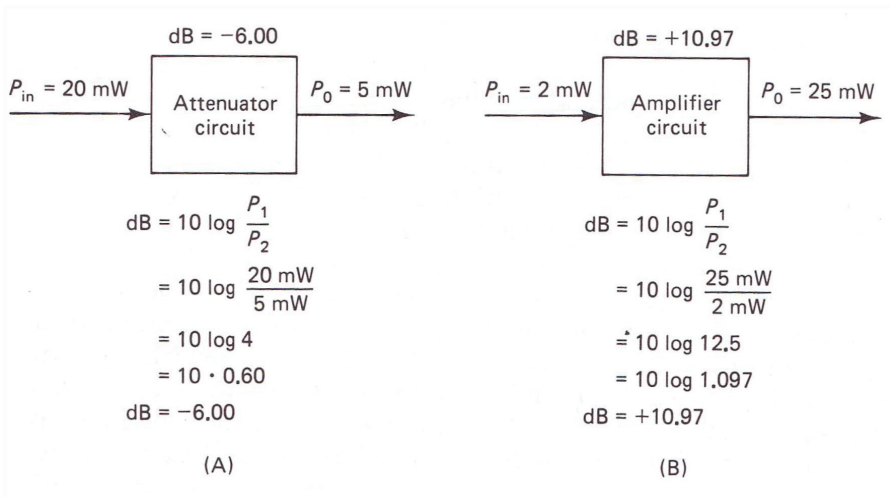 dB = −6.00
P_in = 20 mW
Attenuator
circuit
P_0 = 5 mW
dB = 10 log P_1/P_2
= 10 log 20 mW/5 mW
= 10 log 4
= 10 · 0.60
dB = −6.00
(A)
dB = +10.97
P_in = 2 mW
Amplifier
circuit
P_0 = 25 mW
dB = 10 log P_1/P_2
= 10 log 25 mW/2 mW
= 10 log 12.5
= 10 log 1.097
dB = +10.97
(B)